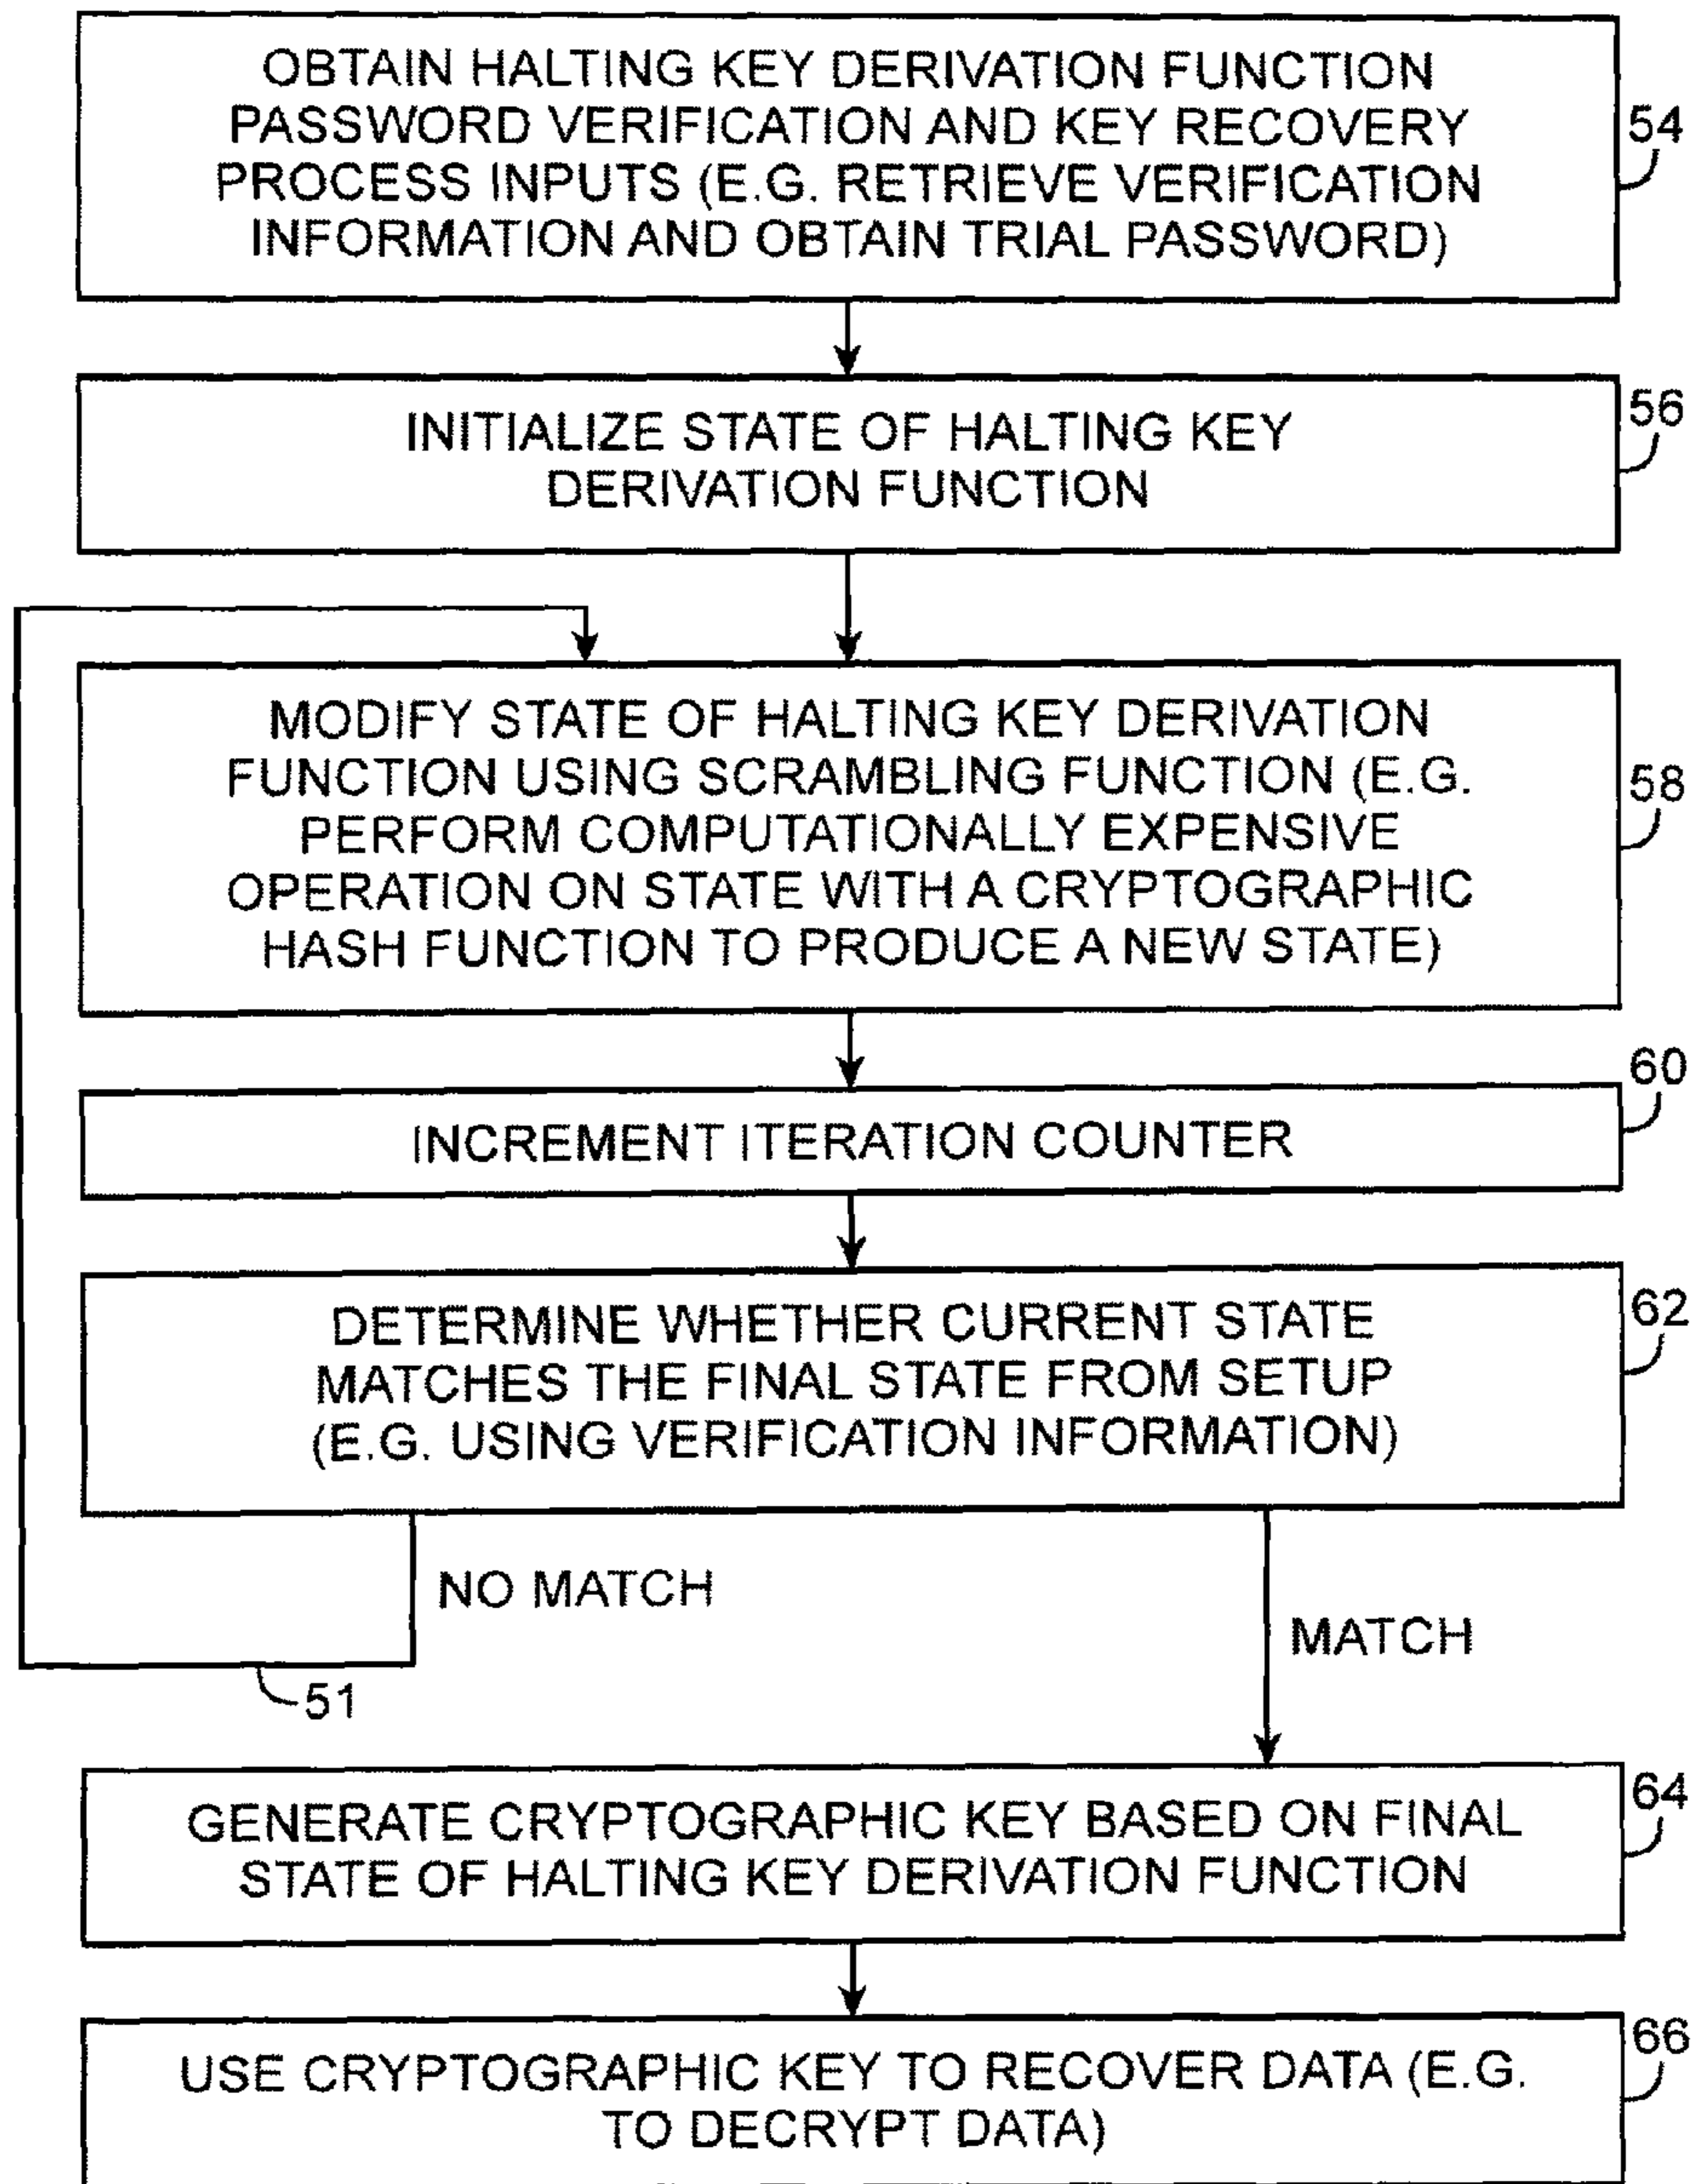 OBTAIN HALTING KEY DERIVATION FUNCTION
PASSWORD VERIFICATION AND KEY RECOVERY
PROCESS INPUTS (E.G. RETRIEVE VERIFICATION
INFORMATION AND OBTAIN TRIAL PASSWORD)
54
INITIALIZE STATE OF HALTING KEY
DERIVATION FUNCTION
56
MODIFY STATE OF HALTING KEY DERIVATION
FUNCTION USING SCRAMBLING FUNCTION (E.G.
PERFORM COMPUTATIONALLY EXPENSIVE
OPERATION ON STATE WITH A CRYPTOGRAPHIC
HASH FUNCTION TO PRODUCE A NEW STATE)
58
INCREMENT ITERATION COUNTER
60
DETERMINE WHETHER CURRENT STATE
MATCHES THE FINAL STATE FROM SETUP
(E.G. USING VERIFICATION INFORMATION)
62
NO MATCH
MATCH
51
GENERATE CRYPTOGRAPHIC KEY BASED ON FINAL
STATE OF HALTING KEY DERIVATION FUNCTION
64
USE CRYPTOGRAPHIC KEY TO RECOVER DATA (E.G.
TO DECRYPT DATA)
66